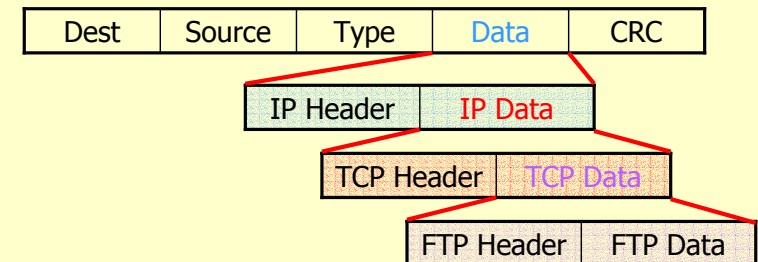 Dest Source Type Data CRC
IP Header IP Data
TCP Header TCP Data
FTP Header FTP Data